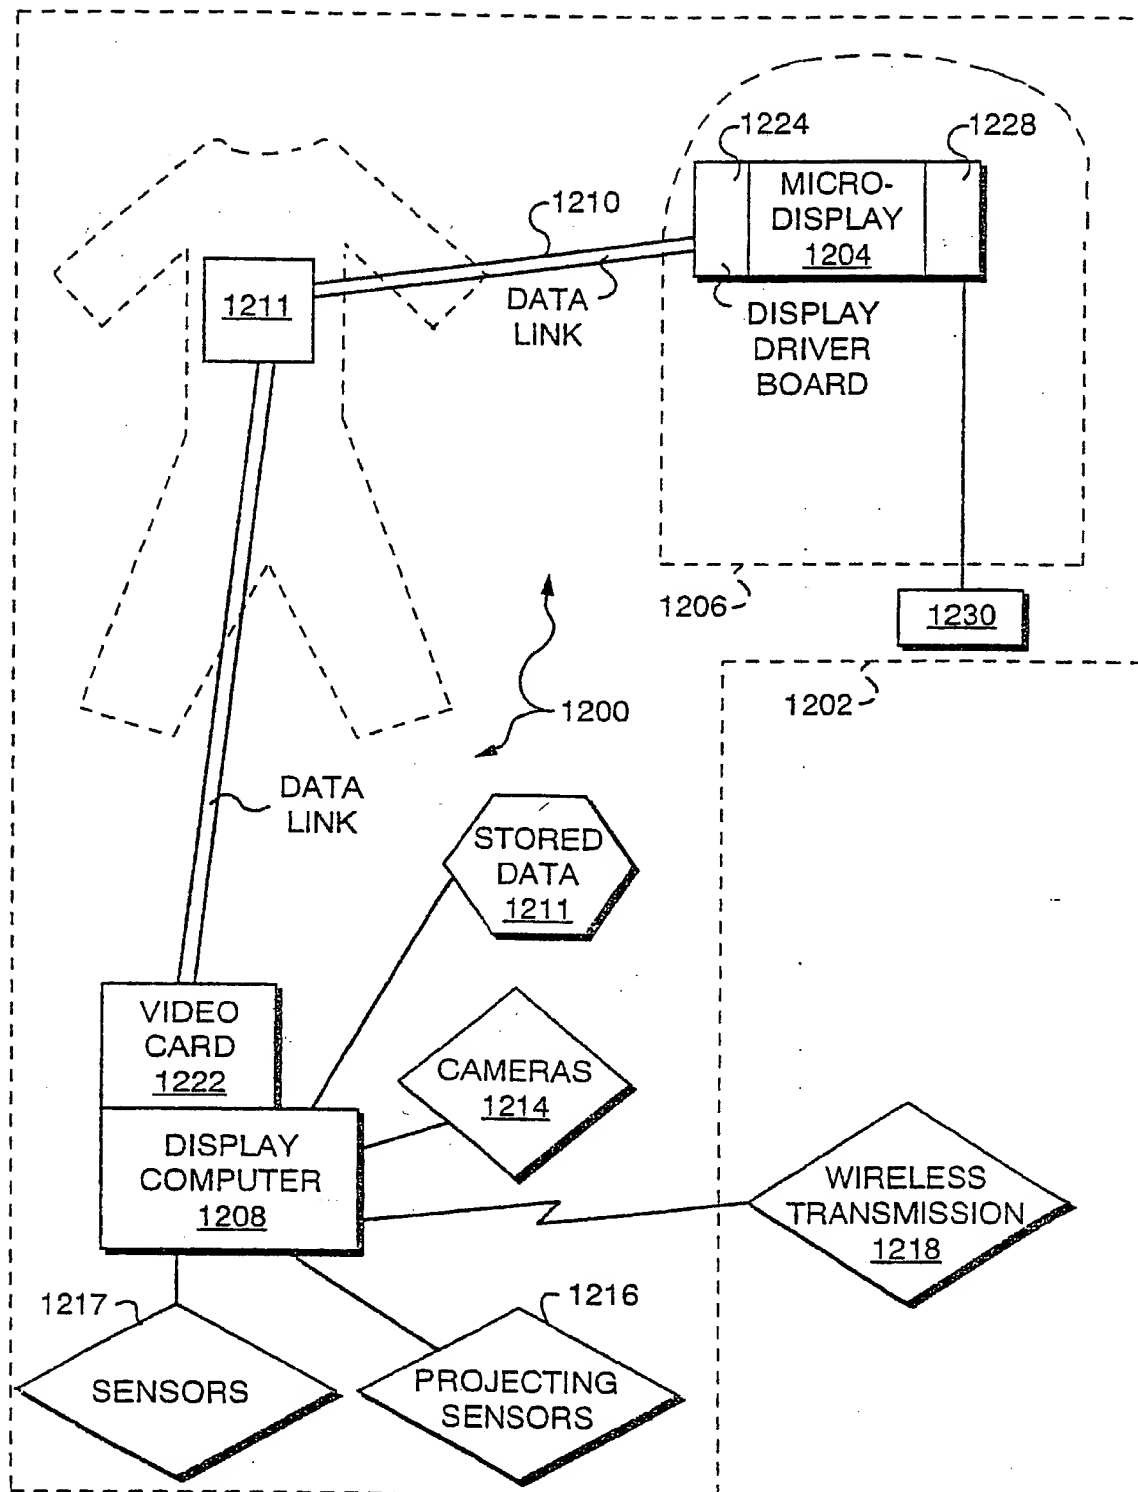 1224
1228
MICRO-
DISPLAY
1204
1210
1211
DATA
LINK
DISPLAY
DRIVER
BOARD
1206
1230
1202
1200
DATA
LINK
STORED
DATA
1211
VIDEO
CARD
1222
CAMERAS
1214
DISPLAY
COMPUTER
1208
WIRELESS
TRANSMISSION
1218
1217
1216
SENSORS
PROJECTING
SENSORS